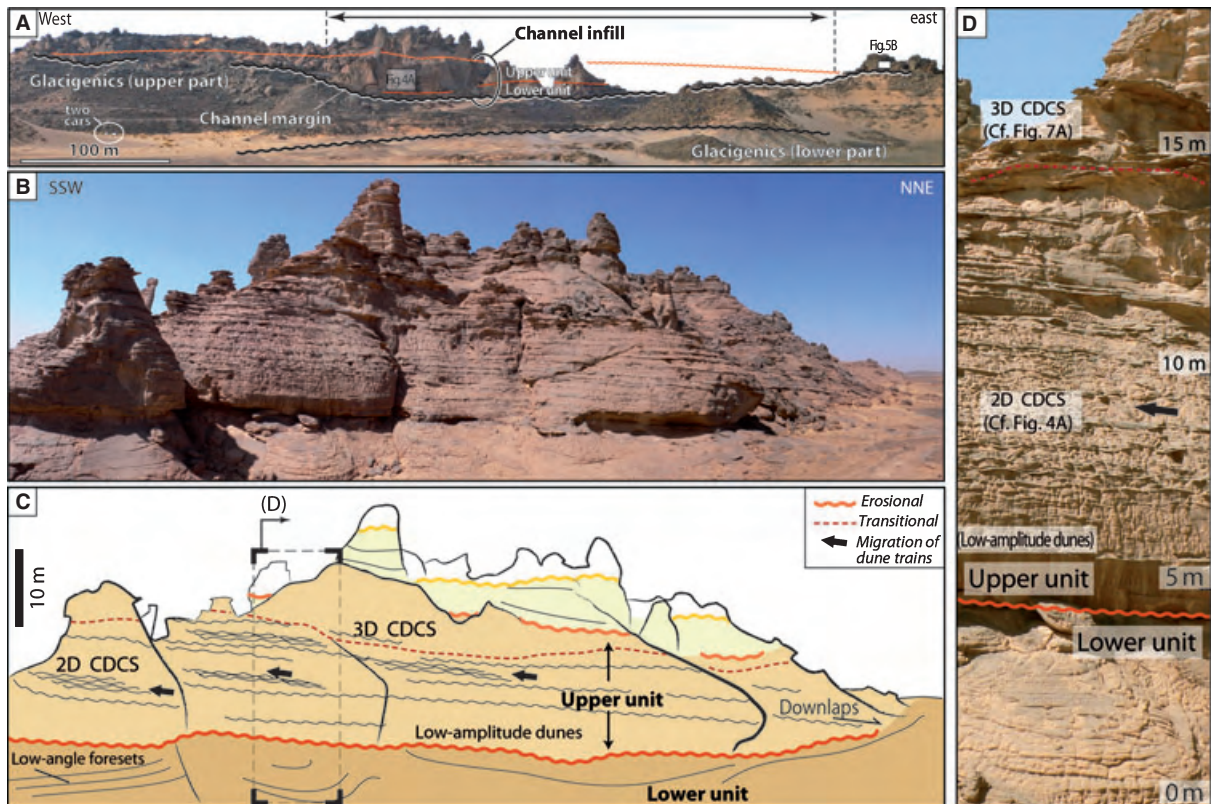 A
West
east
Channel infill
Fig.5B
Fig.4A
Upper unit
Lower unit
Glacigenics (upper part)
Channel margin
two
cars
100 m
Glacigenics (lower part)
B
SSW
NNE
C
(D)
Erosional
Transitional
Migration of
dune trains
10 m
3D CDCS
2D CDCS
Upper unit
Downlaps
Low-amplitude dunes
Low-angle foresets
Lower unit
D
3D CDCS
(Cf. Fig. 7A)
15 m
10 m
2D CDCS
(Cf. Fig. 4A)
(Low-amplitude dunes)
Upper unit
5 m
Lower unit
0 m